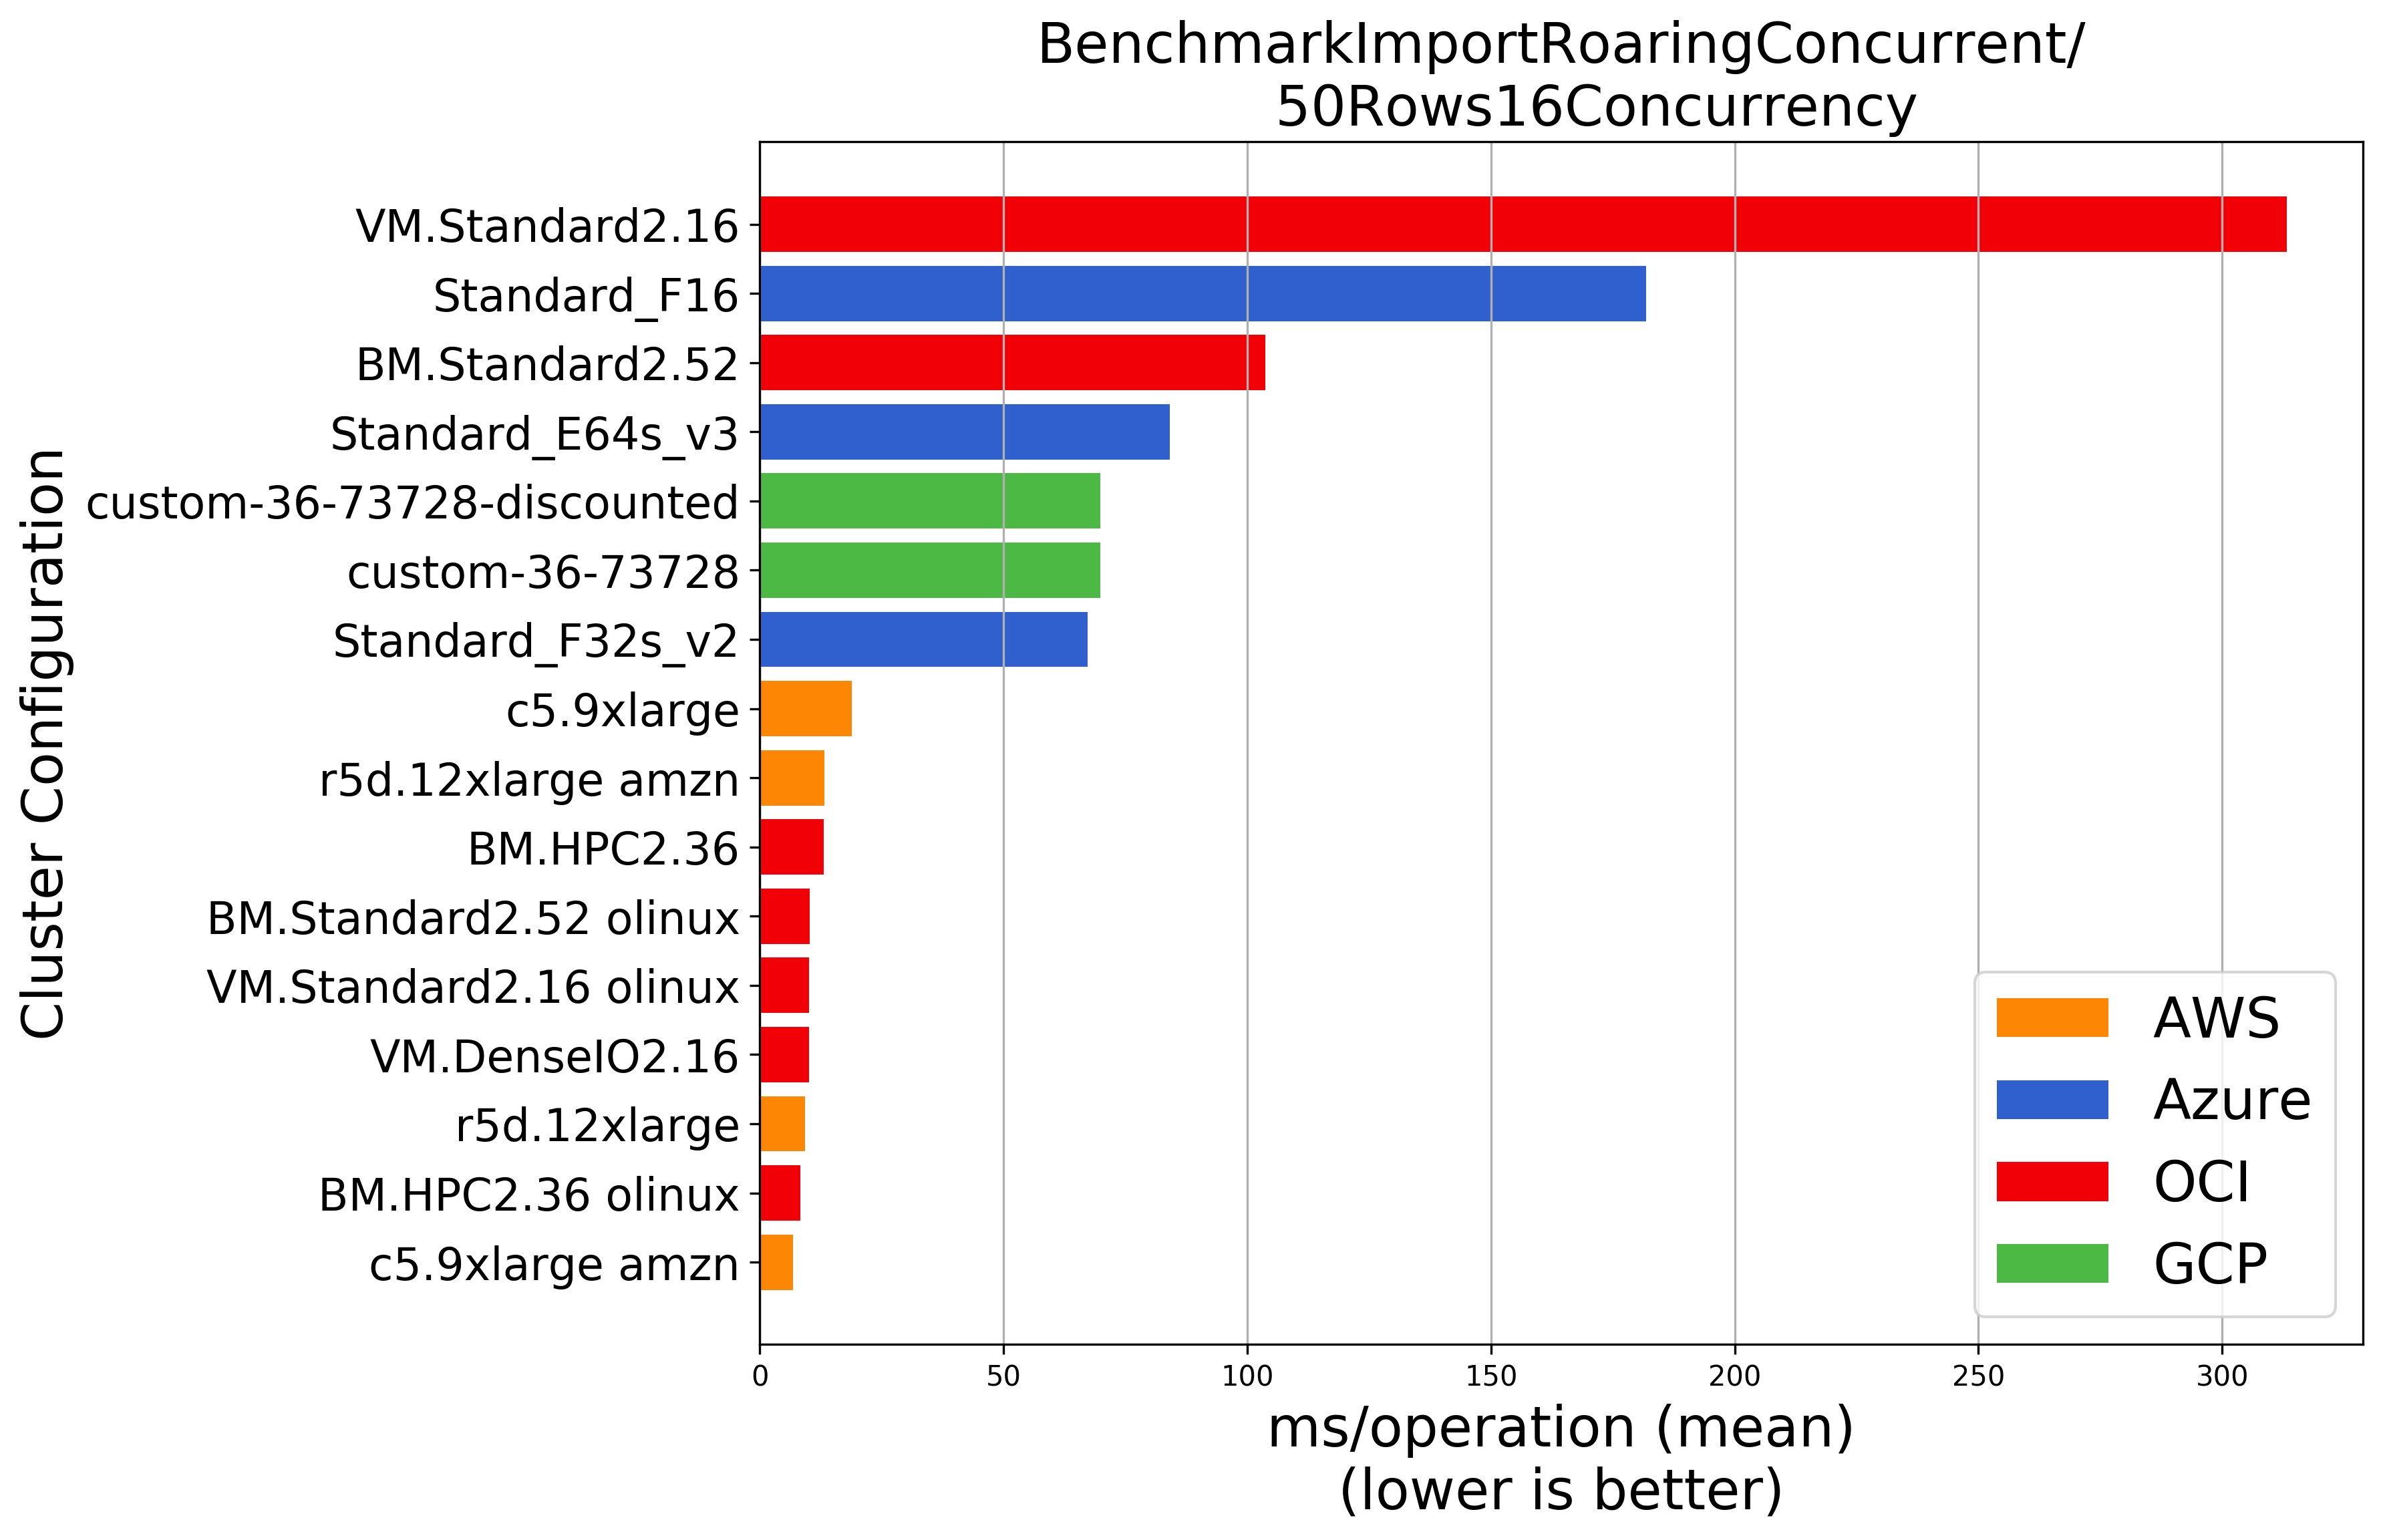 BenchmarkImportRoaringConcurrent/
50Rows16Concurrency
Cluster Configuration
VM.Standard2.16
Standard_F16
BM.Standard2.52
Standard_E64s_v3
custom-36-73728-discounted
custom-36-73728
Standard_F32s_v2
c5.9xlarge
r5d.12xlarge amzn
BM.HPC2.36
BM.Standard2.52 olinux
VM.Standard2.16 olinux
VM.DenseIO2.16
r5d.12xlarge
BM.HPC2.36 olinux
c5.9xlarge amzn
AWS
Azure
OCI
GCP
0 50 100 150 200 250 300
ms/operation (mean)
(lower is better)